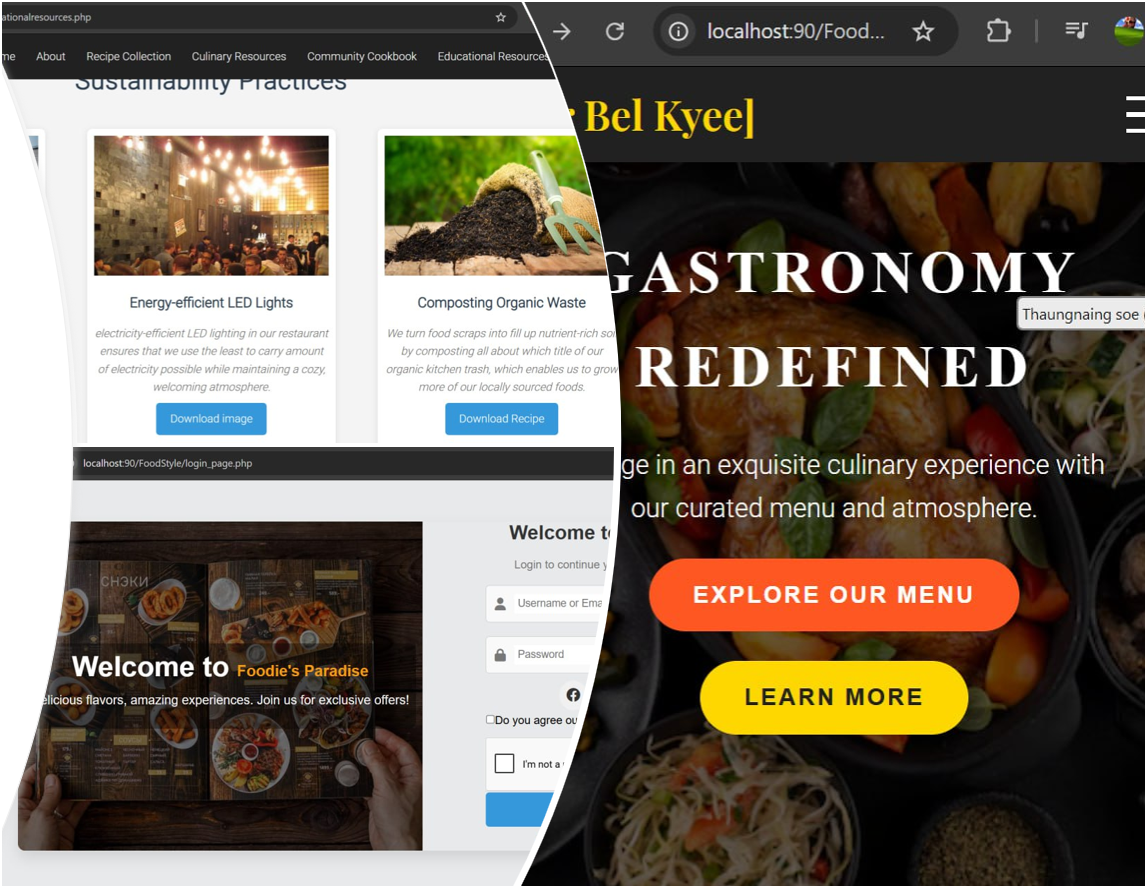 ationalresources.php
me About Recipe Collection Culinary Resources Community Cookbook Educational Resources
Sustainability Practices
Energy-efficient LED Lights
electricity-efficient LED lighting in our restaurant
ensures that we use the least to carry amount
of electricity possible while maintaining a cozy,
welcoming atmosphere.
Download image
Composting Organic Waste
We turn food scraps into fill up nutrient-rich soi
by composting all about which title of our
organic kitchen trash, which enables us to grow
more of our locally sourced foods.
Download Recipe
localhost:90/FoodStyle/login_page.php
СНЭКИ
Welcome to Foodie's Paradise
elicious flavors, amazing experiences. Join us for exclusive offers!
Welcome to
Login to continue y
Username or Ema
Password
Do you agree ou
I'm not a
localhost:90/Food...
Bel Kyee]
GASTRONOMY
REDEFINED
Thaungnaing soe (
ge in an exquisite culinary experience with
our curated menu and atmosphere.
EXPLORE OUR MENU
LEARN MORE